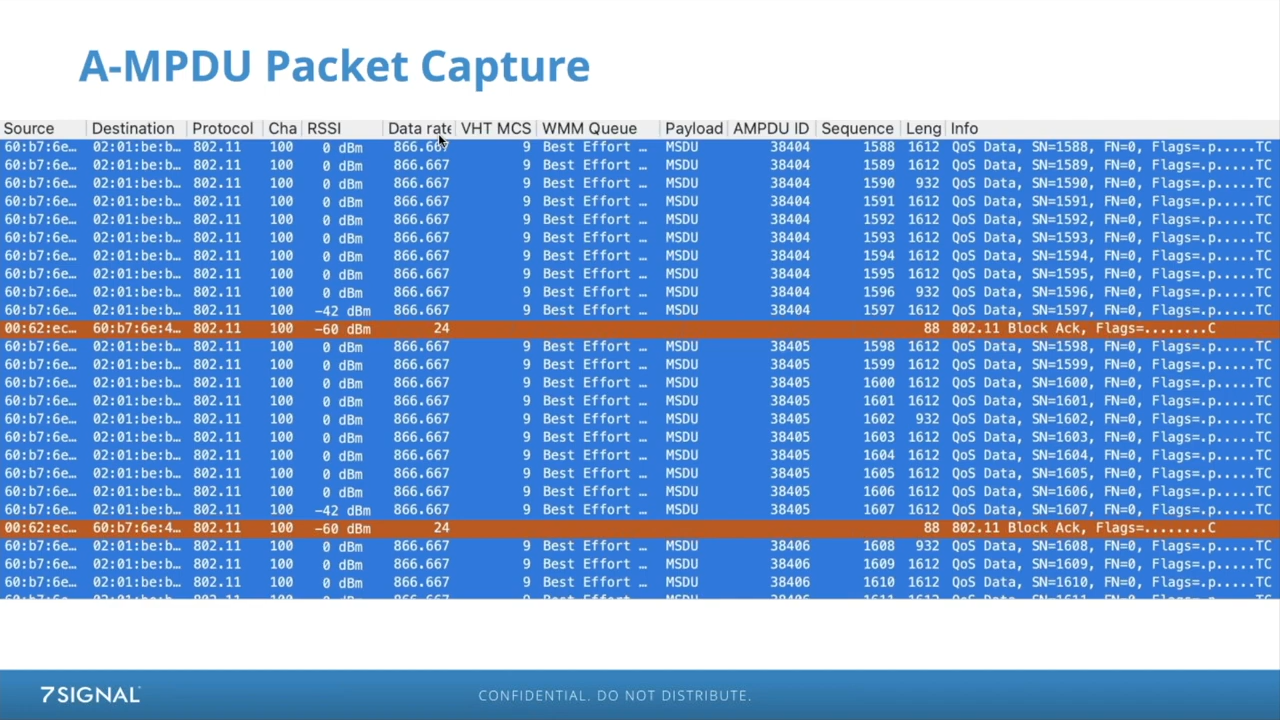 A-MPDU Packet Capture
Source Destination Protocol Cha RSSI Data rate VHT MCS WMM Queue Payload AMPDU ID Sequence Leng Info
60:b7:6e… 02:01:be:b… 802.11 100 0 dBm 866.667 9 Best Effort … MSDU 38404 1588 1612 QoS Data, SN=1588, FN=0, Flags=.p.....TC
60:b7:6e… 02:01:be:b… 802.11 100 0 dBm 866.667 9 Best Effort … MSDU 38404 1589 1612 QoS Data, SN=1589, FN=0, Flags=.p.....TC
60:b7:6e… 02:01:be:b… 802.11 100 0 dBm 866.667 9 Best Effort … MSDU 38404 1590 932 QoS Data, SN=1590, FN=0, Flags=.p.....TC
60:b7:6e… 02:01:be:b… 802.11 100 0 dBm 866.667 9 Best Effort … MSDU 38404 1591 1612 QoS Data, SN=1591, FN=0, Flags=.p.....TC
60:b7:6e… 02:01:be:b… 802.11 100 0 dBm 866.667 9 Best Effort … MSDU 38404 1592 1612 QoS Data, SN=1592, FN=0, Flags=.p.....TC
60:b7:6e… 02:01:be:b… 802.11 100 0 dBm 866.667 9 Best Effort … MSDU 38404 1593 1612 QoS Data, SN=1593, FN=0, Flags=.p.....TC
60:b7:6e… 02:01:be:b… 802.11 100 0 dBm 866.667 9 Best Effort … MSDU 38404 1594 1612 QoS Data, SN=1594, FN=0, Flags=.p.....TC
60:b7:6e… 02:01:be:b… 802.11 100 0 dBm 866.667 9 Best Effort … MSDU 38404 1595 1612 QoS Data, SN=1595, FN=0, Flags=.p.....TC
60:b7:6e… 02:01:be:b… 802.11 100 0 dBm 866.667 9 Best Effort … MSDU 38404 1596 932 QoS Data, SN=1596, FN=0, Flags=.p.....TC
60:b7:6e… 02:01:be:b… 802.11 100 -42 dBm 866.667 9 Best Effort … MSDU 38404 1597 1612 QoS Data, SN=1597, FN=0, Flags=.p.....TC
00:62:ec… 60:b7:6e:4… 802.11 100 -60 dBm 24 88 802.11 Block Ack, Flags=........C
60:b7:6e… 02:01:be:b… 802.11 100 0 dBm 866.667 9 Best Effort … MSDU 38405 1598 1612 QoS Data, SN=1598, FN=0, Flags=.p.....TC
60:b7:6e… 02:01:be:b… 802.11 100 0 dBm 866.667 9 Best Effort … MSDU 38405 1599 1612 QoS Data, SN=1599, FN=0, Flags=.p.....TC
60:b7:6e… 02:01:be:b… 802.11 100 0 dBm 866.667 9 Best Effort … MSDU 38405 1600 1612 QoS Data, SN=1600, FN=0, Flags=.p.....TC
60:b7:6e… 02:01:be:b… 802.11 100 0 dBm 866.667 9 Best Effort … MSDU 38405 1601 1612 QoS Data, SN=1601, FN=0, Flags=.p.....TC
60:b7:6e… 02:01:be:b… 802.11 100 0 dBm 866.667 9 Best Effort … MSDU 38405 1602 932 QoS Data, SN=1602, FN=0, Flags=.p.....TC
60:b7:6e… 02:01:be:b… 802.11 100 0 dBm 866.667 9 Best Effort … MSDU 38405 1603 1612 QoS Data, SN=1603, FN=0, Flags=.p.....TC
60:b7:6e… 02:01:be:b… 802.11 100 0 dBm 866.667 9 Best Effort … MSDU 38405 1604 1612 QoS Data, SN=1604, FN=0, Flags=.p.....TC
60:b7:6e… 02:01:be:b… 802.11 100 0 dBm 866.667 9 Best Effort … MSDU 38405 1605 1612 QoS Data, SN=1605, FN=0, Flags=.p.....TC
60:b7:6e… 02:01:be:b… 802.11 100 0 dBm 866.667 9 Best Effort … MSDU 38405 1606 1612 QoS Data, SN=1606, FN=0, Flags=.p.....TC
60:b7:6e… 02:01:be:b… 802.11 100 -42 dBm 866.667 9 Best Effort … MSDU 38405 1607 1612 QoS Data, SN=1607, FN=0, Flags=.p.....TC
00:62:ec… 60:b7:6e:4… 802.11 100 -60 dBm 24 88 802.11 Block Ack, Flags=........C
60:b7:6e… 02:01:be:b… 802.11 100 0 dBm 866.667 9 Best Effort … MSDU 38406 1608 932 QoS Data, SN=1608, FN=0, Flags=.p.....TC
60:b7:6e… 02:01:be:b… 802.11 100 0 dBm 866.667 9 Best Effort … MSDU 38406 1609 1612 QoS Data, SN=1609, FN=0, Flags=.p.....TC
60:b7:6e… 02:01:be:b… 802.11 100 0 dBm 866.667 9 Best Effort … MSDU 38406 1610 1612 QoS Data, SN=1610, FN=0, Flags=.p.....TC
7SIGNAL
CONFIDENTIAL. DO NOT DISTRIBUTE.